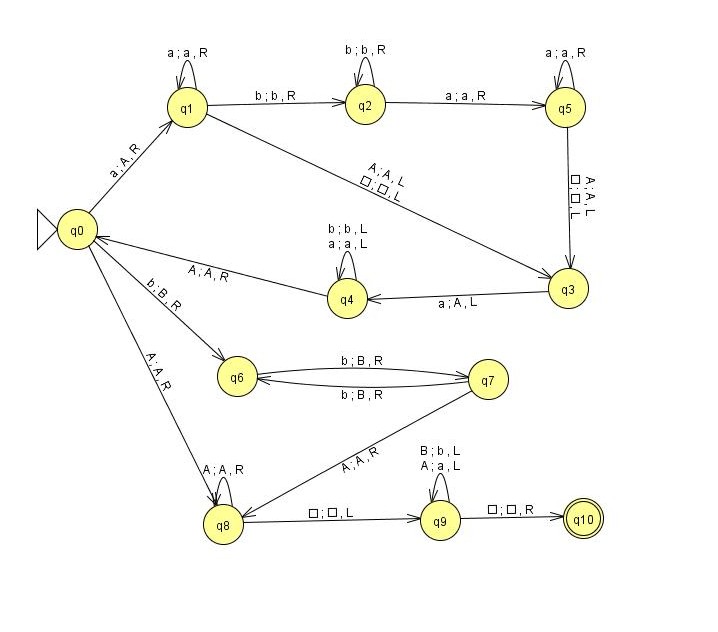 a ; a , R
b ; b , R
a ; a , R
q1
b ; b , R
q2
a ; a , R
q5
a ; A , R
A ; A , L
□ ; □ , L
A ; A , L
□ ; □ , L
q0
b ; b , L
a ; a , L
A ; A , R
q4
a ; A , L
q3
b ; B , R
A ; A , R
q6
b ; B , R
b ; B , R
q7
A ; A , R
A ; A , R
B ; b , L
A ; a , L
q8
□ ; □ , L
q9
□ ; □ , R
q10